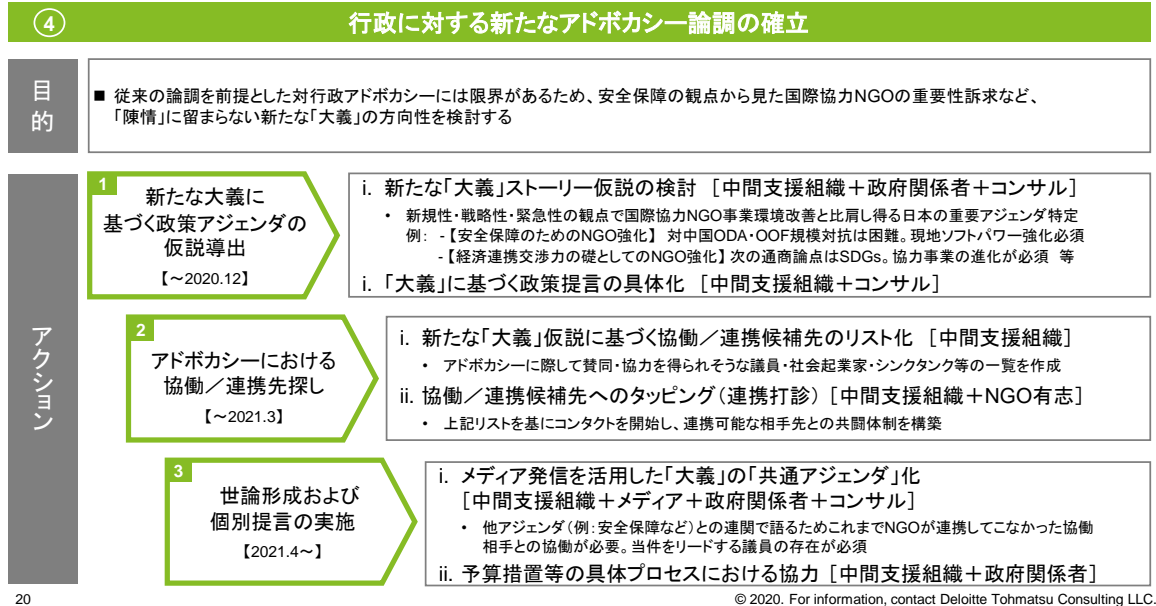 ④
行政に対する新たなアドボカシー論調の確立
目
的
■ 従来の論調を前提とした対行政アドボカシーには限界があるため、安全保障の観点から見た国際協力NGOの重要性訴求など、
「陳情」に留まらない新たな「大義」の方向性を検討する
アクション
1
新たな大義に
基づく政策アジェンダの
仮説導出
【~2020.12】
i. 新たな「大義」ストーリー仮説の検討 [中間支援組織+政府関係者+コンサル]
• 新規性・戦略性・緊急性の観点で国際協力NGO事業環境改善と比肩し得る日本の重要アジェンダ特定
例: -【安全保障のためのNGO強化】 対中国ODA・OOF規模対抗は困難。現地ソフトパワー強化必須
-【経済連携交渉力の礎としてのNGO強化】次の通商論点はSDGs。協力事業の進化が必須 等
i. 「大義」に基づく政策提言の具体化 [中間支援組織+コンサル]
2
アドボカシーにおける
協働/連携先探し
【~2021.3】
i. 新たな「大義」仮説に基づく協働/連携候補先のリスト化 [中間支援組織]
• アドボカシーに際して賛同・協力を得られそうな議員・社会起業家・シンクタンク等の一覧を作成
ii. 協働/連携候補先へのタッピング(連携打診) [中間支援組織+NGO有志]
• 上記リストを基にコンタクトを開始し、連携可能な相手先との共闘体制を構築
3
世論形成および
個別提言の実施
【2021.4~】
i. メディア発信を活用した「大義」の「共通アジェンダ」化
[中間支援組織+メディア+政府関係者+コンサル]
• 他アジェンダ(例:安全保障など)との連関で語るためこれまでNGOが連携してこなかった協働
相手との協働が必要。当件をリードする議員の存在が必須
ii. 予算措置等の具体プロセスにおける協力 [中間支援組織+政府関係者]
20
© 2020. For information, contact Deloitte Tohmatsu Consulting LLC.